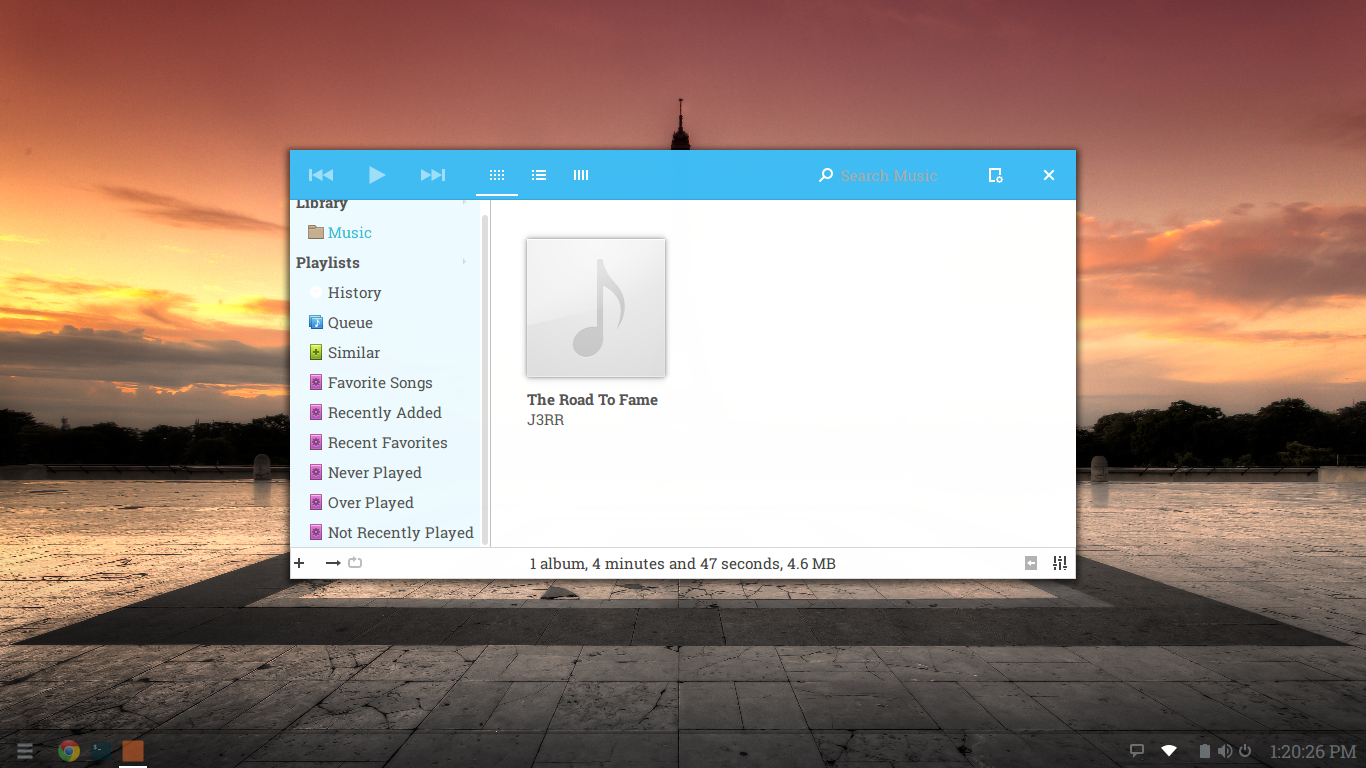 Search Music
Library
Music
Playlists
History
Queue
Similar
Favorite Songs
Recently Added
Recent Favorites
Never Played
Over Played
Not Recently Played
The Road To Fame
J3RR
1 album, 4 minutes and 47 seconds, 4.6 MB
1:20:26 PM